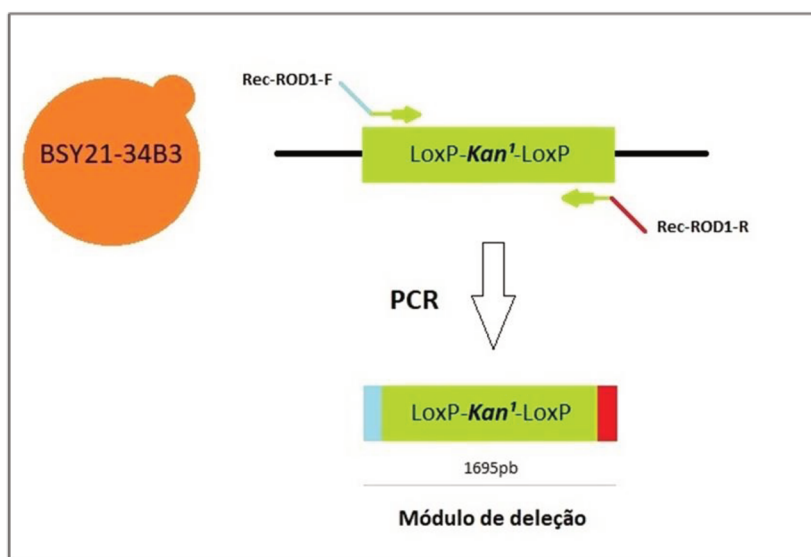 Rec-ROD1-F
BSY21-34B3
LoxP-Kan¹-LoxP
Rec-ROD1-R
PCR
LoxP-Kan¹-LoxP
1695pb
Módulo de deleção